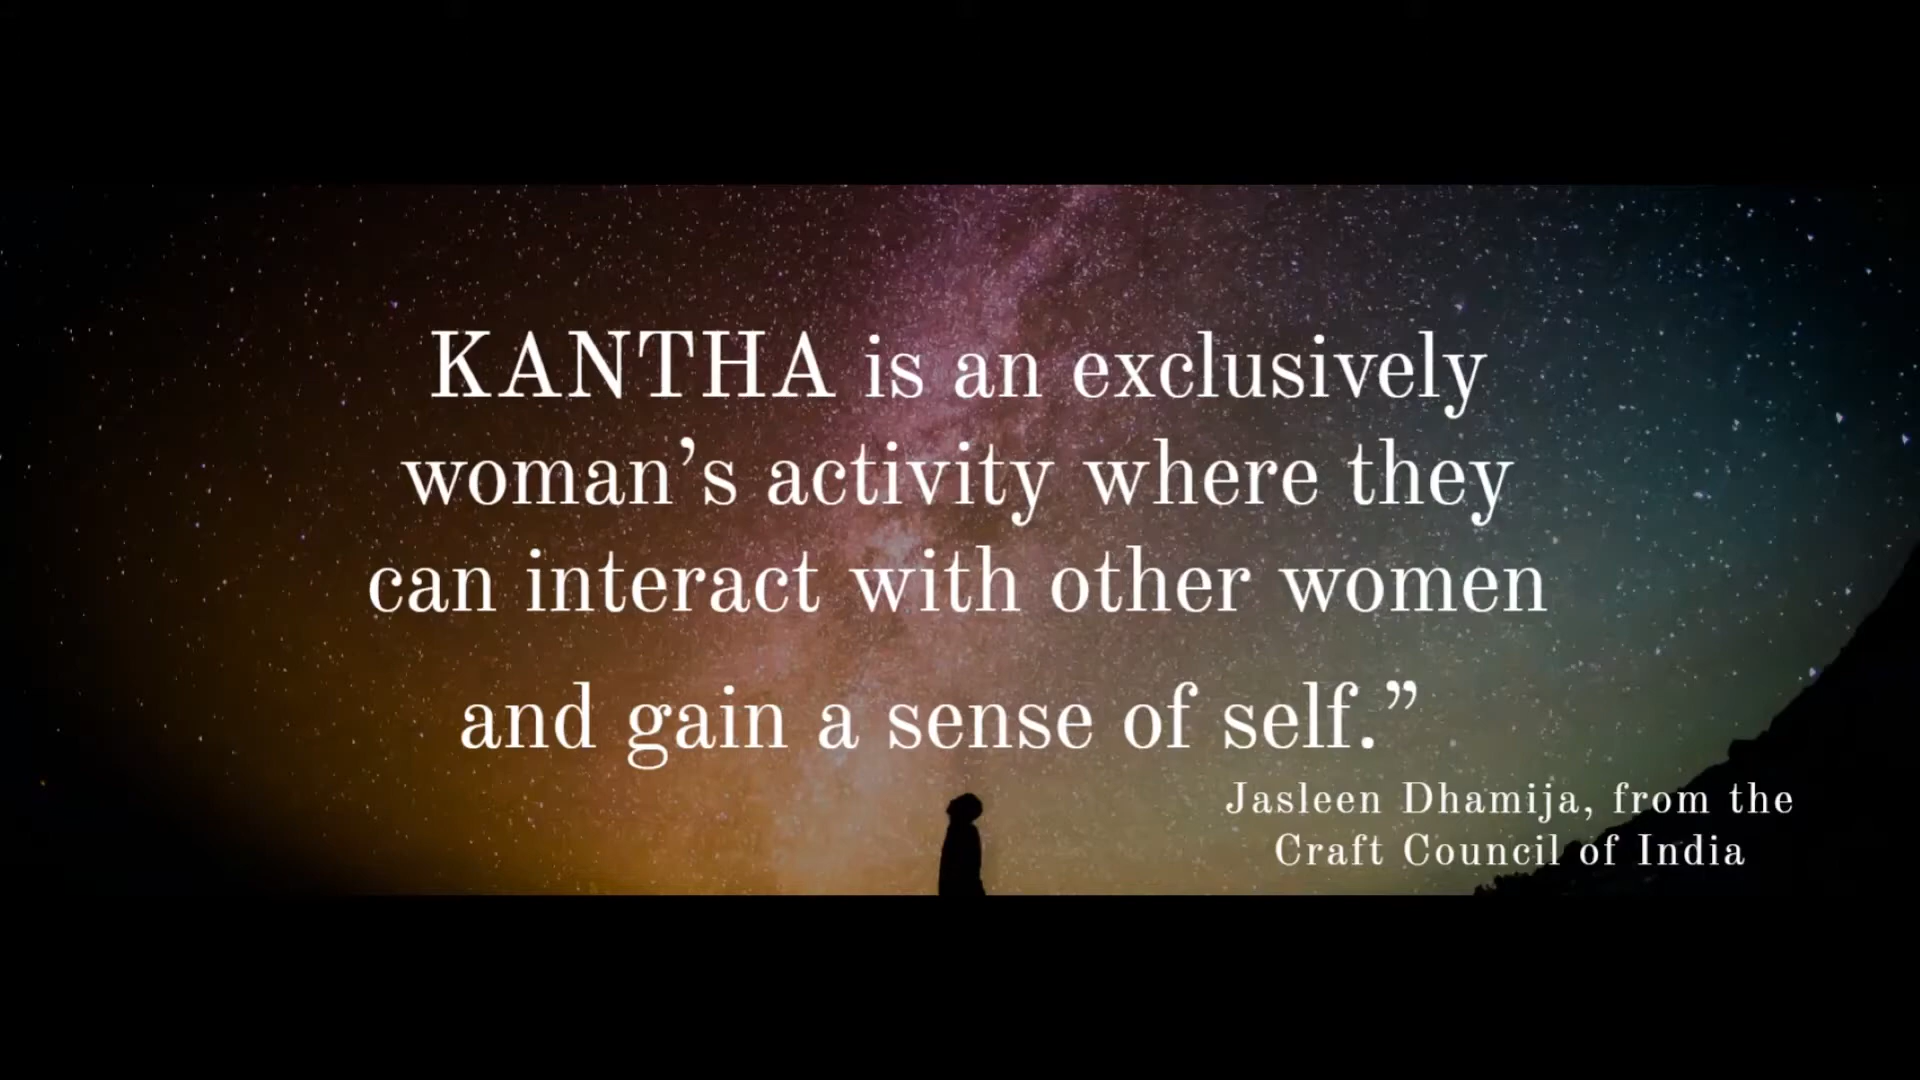 KANTHA is an exclusively
woman’s activity where they
can interact with other women
and gain a sense of self.”
Jasleen Dhamija, from the
Craft Council of India